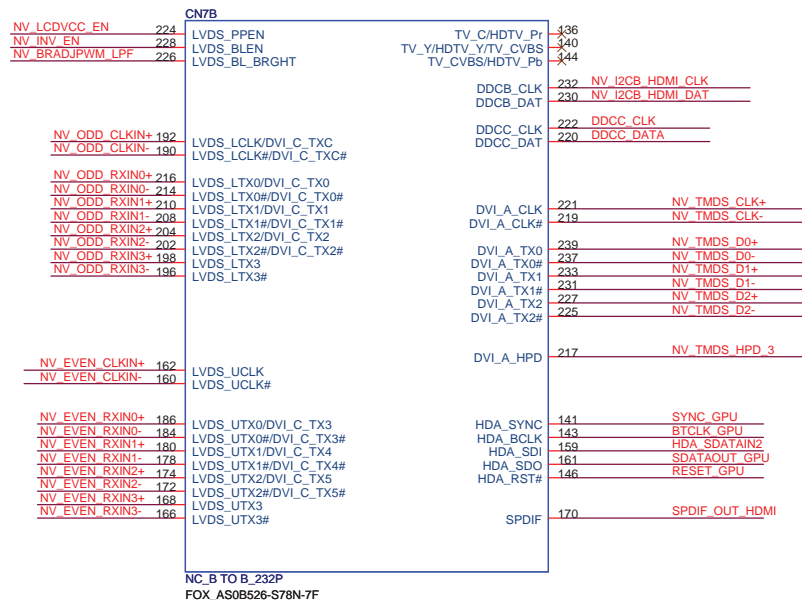 CN7B
NV_LCDVCC_EN 224 LVDS_PPEN
NV_INV_EN 228 LVDS_BLEN
NV_BRADJPWM_LPF 226 LVDS_BL_BRGHT
NV_ODD_CLKIN+ 192 LVDS_LCLK/DVI_C_TXC
NV_ODD_CLKIN- 190 LVDS_LCLK#/DVI_C_TXC#
NV_ODD_RXIN0+ 216 LVDS_LTX0/DVI_C_TX0
NV_ODD_RXIN0- 214 LVDS_LTX0#/DVI_C_TX0#
NV_ODD_RXIN1+ 210 LVDS_LTX1/DVI_C_TX1
NV_ODD_RXIN1- 208 LVDS_LTX1#/DVI_C_TX1#
NV_ODD_RXIN2+ 204 LVDS_LTX2/DVI_C_TX2
NV_ODD_RXIN2- 202 LVDS_LTX2#/DVI_C_TX2#
NV_ODD_RXIN3+ 198 LVDS_LTX3
NV_ODD_RXIN3- 196 LVDS_LTX3#
NV_EVEN_CLKIN+ 162 LVDS_UCLK
NV_EVEN_CLKIN- 160 LVDS_UCLK#
NV_EVEN_RXIN0+ 186 LVDS_UTX0/DVI_C_TX3
NV_EVEN_RXIN0- 184 LVDS_UTX0#/DVI_C_TX3#
NV_EVEN_RXIN1+ 180 LVDS_UTX1/DVI_C_TX4
NV_EVEN_RXIN1- 178 LVDS_UTX1#/DVI_C_TX4#
NV_EVEN_RXIN2+ 174 LVDS_UTX2/DVI_C_TX5
NV_EVEN_RXIN2- 172 LVDS_UTX2#/DVI_C_TX5#
NV_EVEN_RXIN3+ 168 LVDS_UTX3
NV_EVEN_RXIN3- 166 LVDS_UTX3#
TV_C/HDTV_Pr 136
TV_Y/HDTV_Y/TV_CVBS 140
TV_CVBS/HDTV_Pb 144
DDCB_CLK 232 NV_I2CB_HDMI_CLK
DDCB_DAT 230 NV_I2CB_HDMI_DAT
DDCC_CLK 222 DDCC_CLK
DDCC_DAT 220 DDCC_DATA
DVI_A_CLK 221 NV_TMDS_CLK+
DVI_A_CLK# 219 NV_TMDS_CLK-
DVI_A_TX0 239 NV_TMDS_D0+
DVI_A_TX0# 237 NV_TMDS_D0-
DVI_A_TX1 233 NV_TMDS_D1+
DVI_A_TX1# 231 NV_TMDS_D1-
DVI_A_TX2 227 NV_TMDS_D2+
DVI_A_TX2# 225 NV_TMDS_D2-
DVI_A_HPD 217 NV_TMDS_HPD_3
HDA_SYNC 141 SYNC_GPU
HDA_BCLK 143 BTCLK_GPU
HDA_SDI 159 HDA_SDATAIN2
HDA_SDO 161 SDATAOUT_GPU
HDA_RST# 146 RESET_GPU
SPDIF 170 SPDIF_OUT_HDMI
NC_B TO B_232P
FOX_AS0B526-S78N-7F